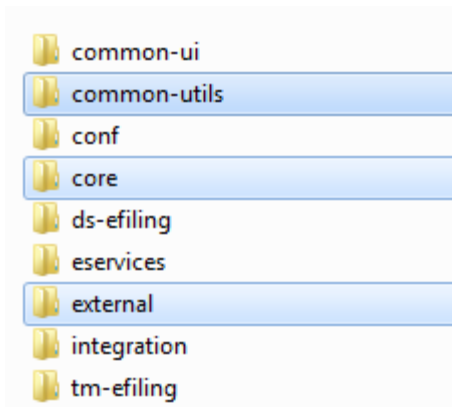 common-ui
common-utils
conf
core
ds-efiling
eservices
external
integration
tm-efiling